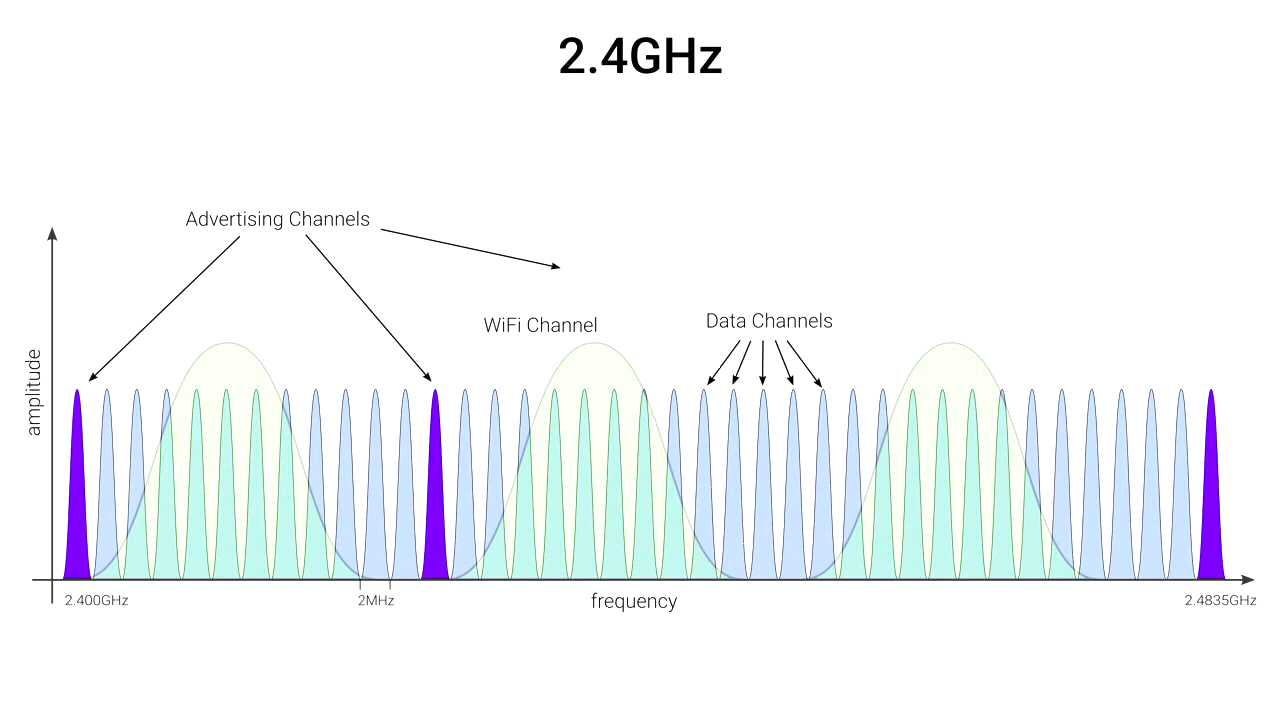 2.4GHz
Advertising Channels
WiFi Channel
Data Channels
amplitude
2.400GHz
2MHz
frequency
2.4835GHz